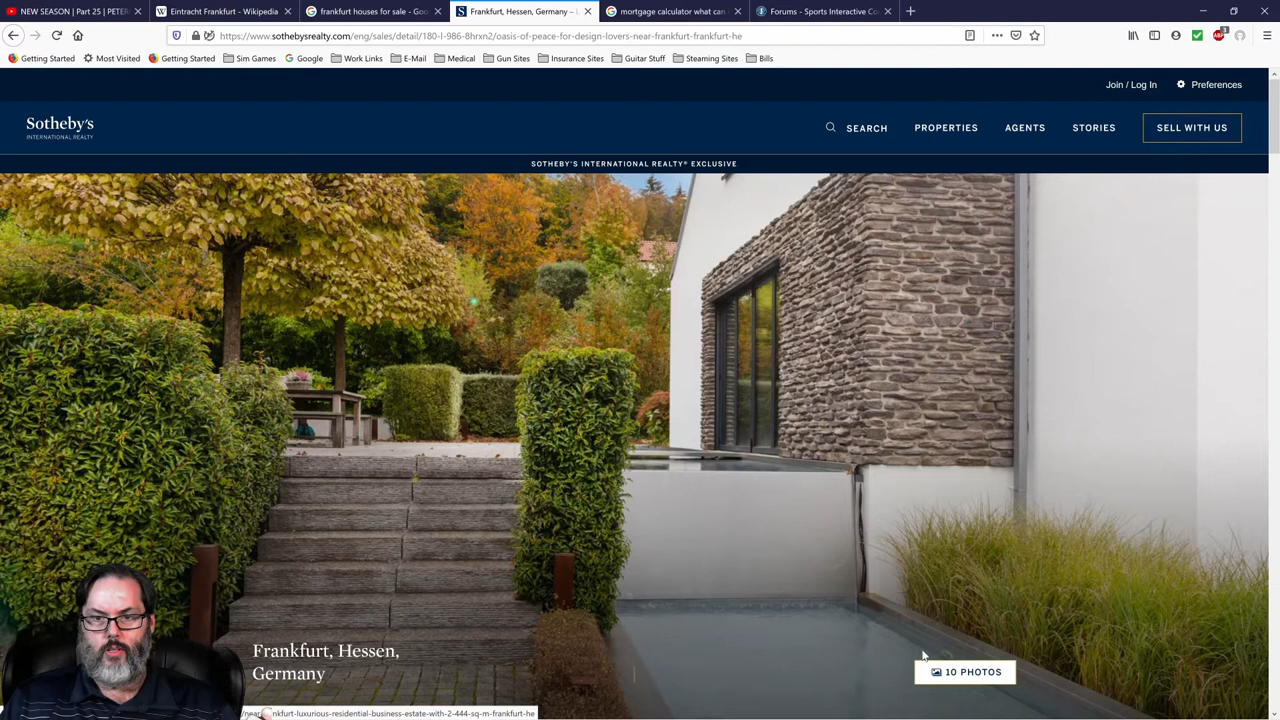 NEW SEASON | Part 25 | PETER
Eintracht Frankfurt - Wikipedia
frankfurt houses for sale - Goo
Frankfurt, Hessen, Germany – 
mortgage calculator what can
Forums - Sports Interactive Co
https://www.sothebysrealty.com/eng/sales/detail/180-l-986-8hrxn2/oasis-of-peace-for-design-lovers-near-frankfurt-frankfurt-he
Getting Started
Most Visited
Getting Started
Sim Games
Google
Work Links
E-Mail
Medical
Gun Sites
Insurance Sites
Guitar Stuff
Steaming Sites
Bills
Join / Log In
Preferences
Sotheby's
INTERNATIONAL REALTY
SEARCH
PROPERTIES
AGENTS
STORIES
SELL WITH US
SOTHEBY'S INTERNATIONAL REALTY® EXCLUSIVE
Frankfurt, Hessen,
Germany
10 PHOTOS
nkfurt-luxurious-residential-business-estate-with-2-444-sq-m-frankfurt-he